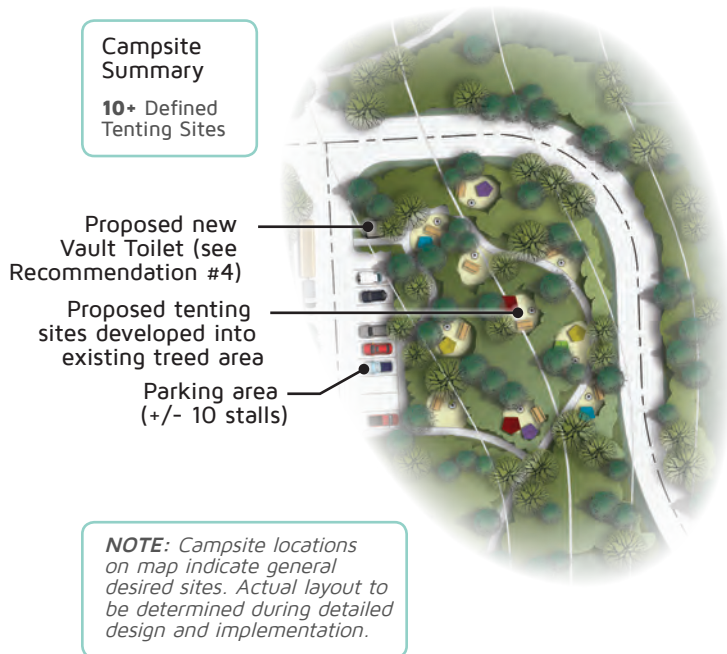 Campsite
Summary
10+ Defined
Tenting Sites
Proposed new
Vault Toilet (see
Recommendation #4)
Proposed tenting
sites developed into
existing treed area
Parking area
(+/- 10 stalls)
NOTE: Campsite locations
on map indicate general
desired sites. Actual layout to
be determined during detailed
design and implementation.